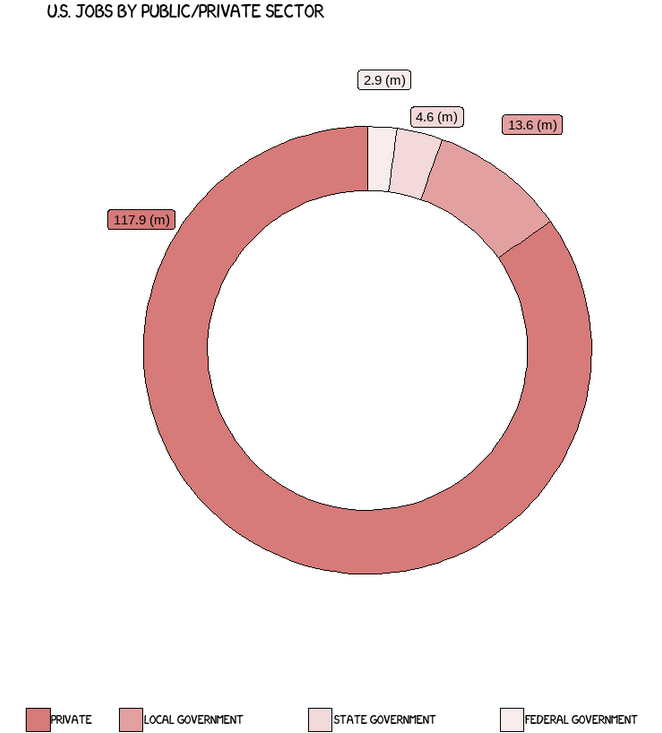 U.S. JOBS BY PUBLIC/PRIVATE SECTOR
2.9 (m)
4.6 (m)
13.6 (m)
117.9 (m)
PRIVATE
LOCAL GOVERNMENT
STATE GOVERNMENT
FEDERAL GOVERNMENT